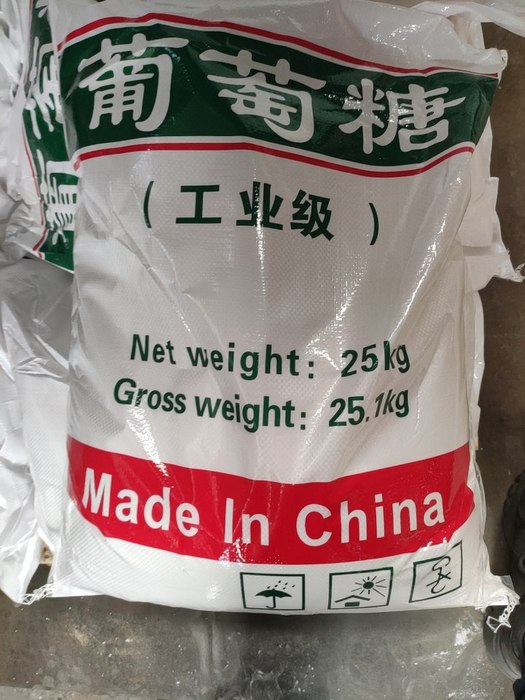 葡萄糖
（工业级）
Net weight: 25kg
Gross weight: 25.1kg
Made In China